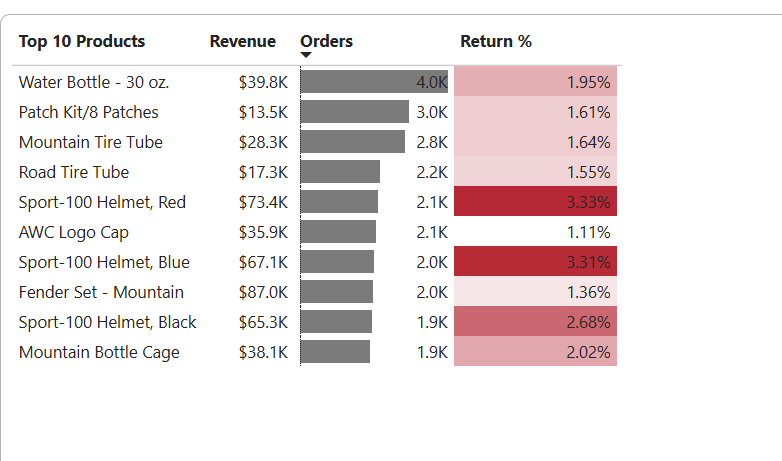 Top 10 Products Revenue Orders Return %
Water Bottle - 30 oz. $39.8K 4.0K 1.95%
Patch Kit/8 Patches $13.5K 3.0K 1.61%
Mountain Tire Tube $28.3K 2.8K 1.64%
Road Tire Tube $17.3K 2.2K 1.55%
Sport-100 Helmet, Red $73.4K 2.1K 3.33%
AWC Logo Cap $35.9K 2.1K 1.11%
Sport-100 Helmet, Blue $67.1K 2.0K 3.31%
Fender Set - Mountain $87.0K 2.0K 1.36%
Sport-100 Helmet, Black $65.3K 1.9K 2.68%
Mountain Bottle Cage $38.1K 1.9K 2.02%